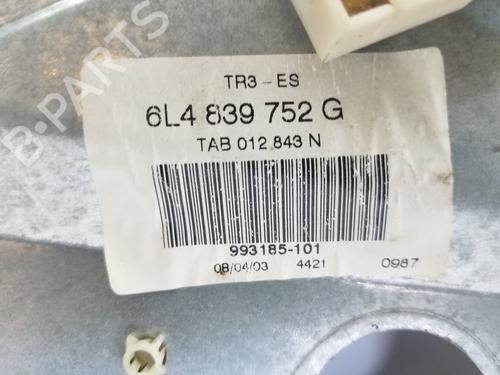 TR3-ES
6L4 839 752 G
TAB 012 843 N
993185-101
08/04/03 4421 0987
B-PARTS